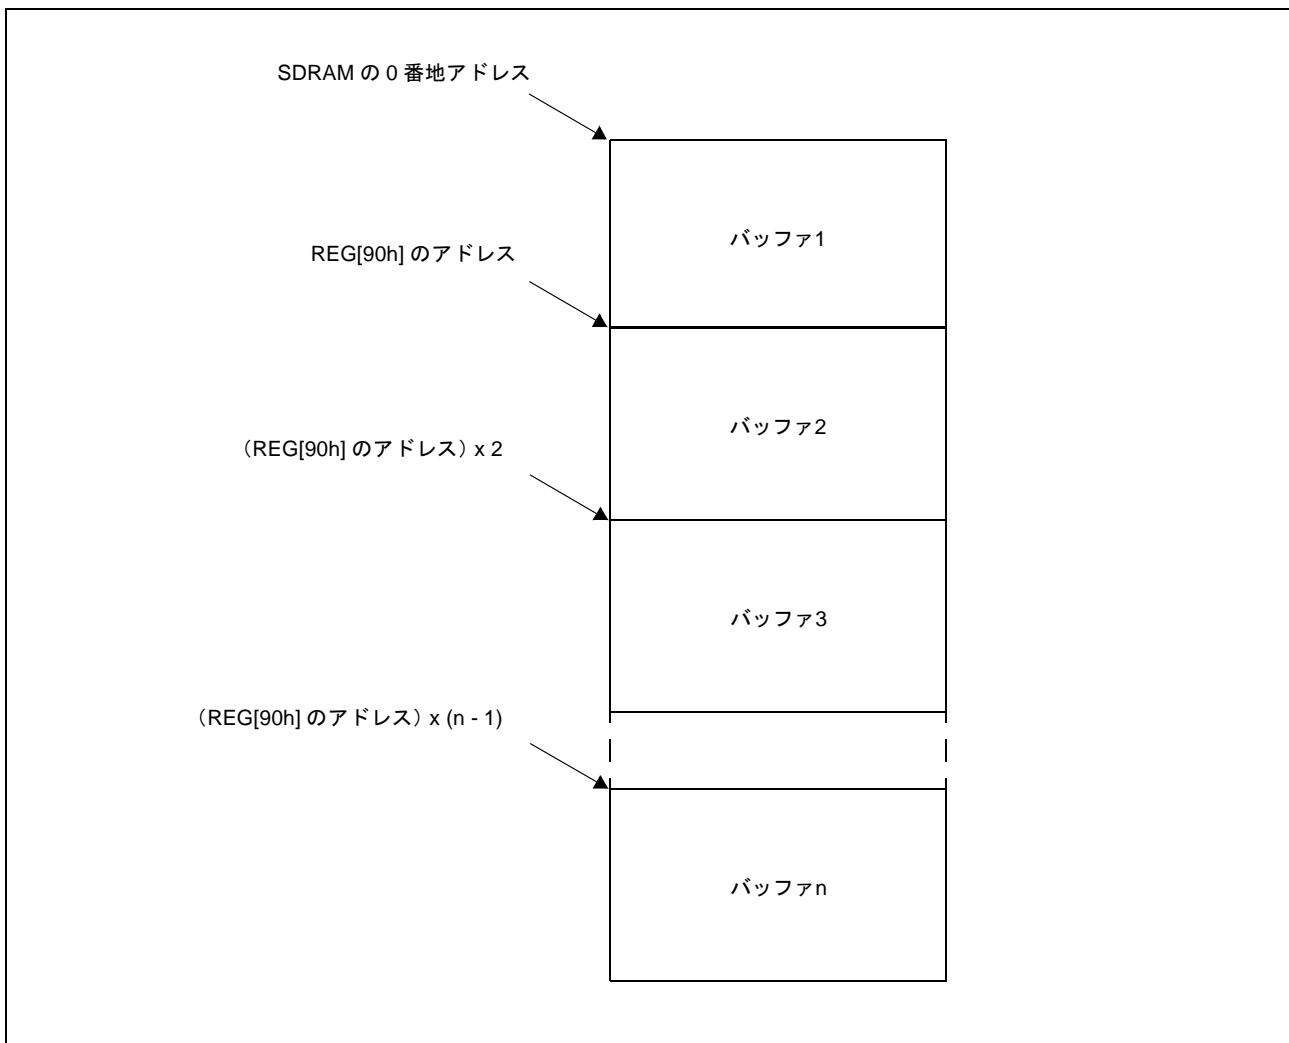 SDRAM の 0 番地アドレス
バッファ1
REG[90h] のアドレス
バッファ2
（REG[90h] のアドレス）x 2
バッファ3
（REG[90h] のアドレス）x (n - 1)
バッファn